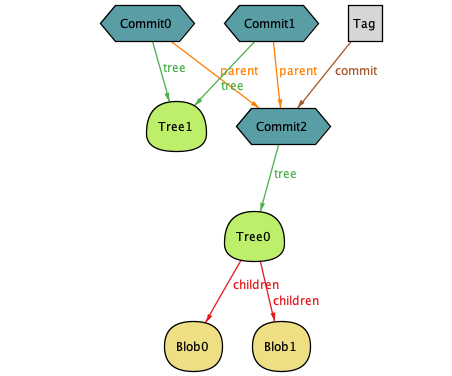 Commit0
Commit1
Tag
tree
parent
tree
parent
commit
Tree1
Commit2
tree
Tree0
children
children
Blob0
Blob1